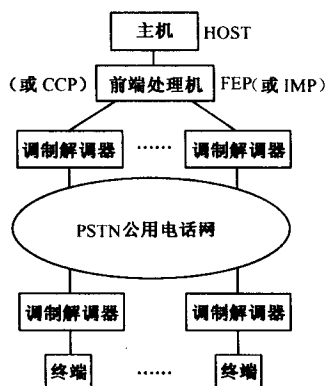 主机 HOST
(或 CCP) 前端处理机 FEP(或 IMP)
调制解调器 …… 调制解调器
PSTN公用电话网
调制解调器 调制解调器
终端 …… 终端